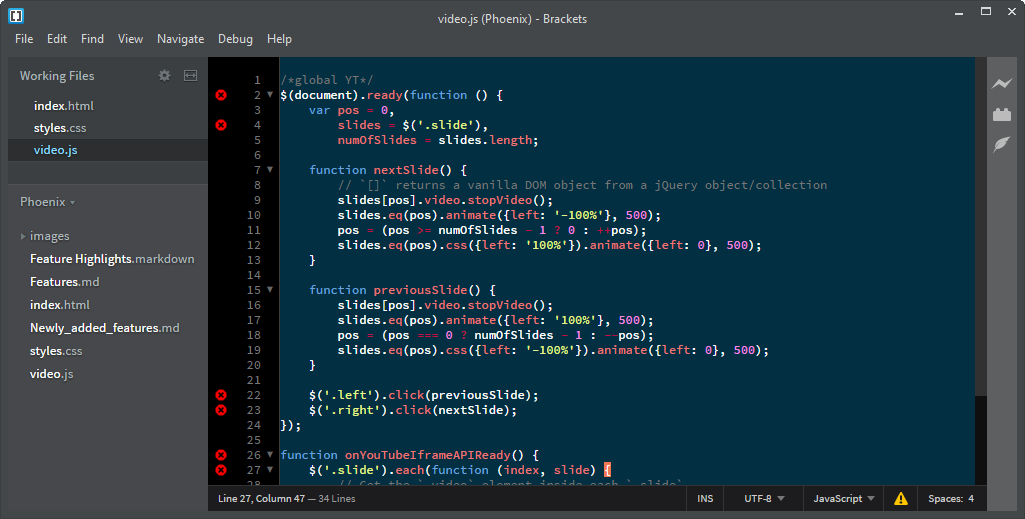 video.js (Phoenix) - Brackets
File Edit Find View Navigate Debug Help
Working Files
index.html
styles.css
video.js
Phoenix
images
Feature Highlights.markdown
Features.md
index.html
Newly_added_features.md
styles.css
video.js
1 /*global YT*/
2 $(document).ready(function () {
3 var pos = 0,
4 slides = $('.slide'),
5 numOfSlides = slides.length;
6
7 function nextSlide() {
8 // `[]` returns a vanilla DOM object from a jQuery object/collection
9 slides[pos].video.stopVideo();
10 slides.eq(pos).animate({left: '-100%'}, 500);
11 pos = (pos >= numOfSlides - 1 ? 0 : ++pos);
12 slides.eq(pos).css({left: '100%'}).animate({left: 0}, 500);
13 }
14
15 function previousSlide() {
16 slides[pos].video.stopVideo();
17 slides.eq(pos).animate({left: '100%'}, 500);
18 pos = (pos === 0 ? numOfSlides - 1 : --pos);
19 slides.eq(pos).css({left: '-100%'}).animate({left: 0}, 500);
20 }
21
22 $('.left').click(previousSlide);
23 $('.right').click(nextSlide);
24 });
25
26 function onYouTubeIframeAPIReady() {
27 $('.slide').each(function (index, slide) {
28 // Get the `.video` element inside each `.slide`
Line 27, Column 47 — 34 Lines
INS UTF-8 JavaScript Spaces: 4